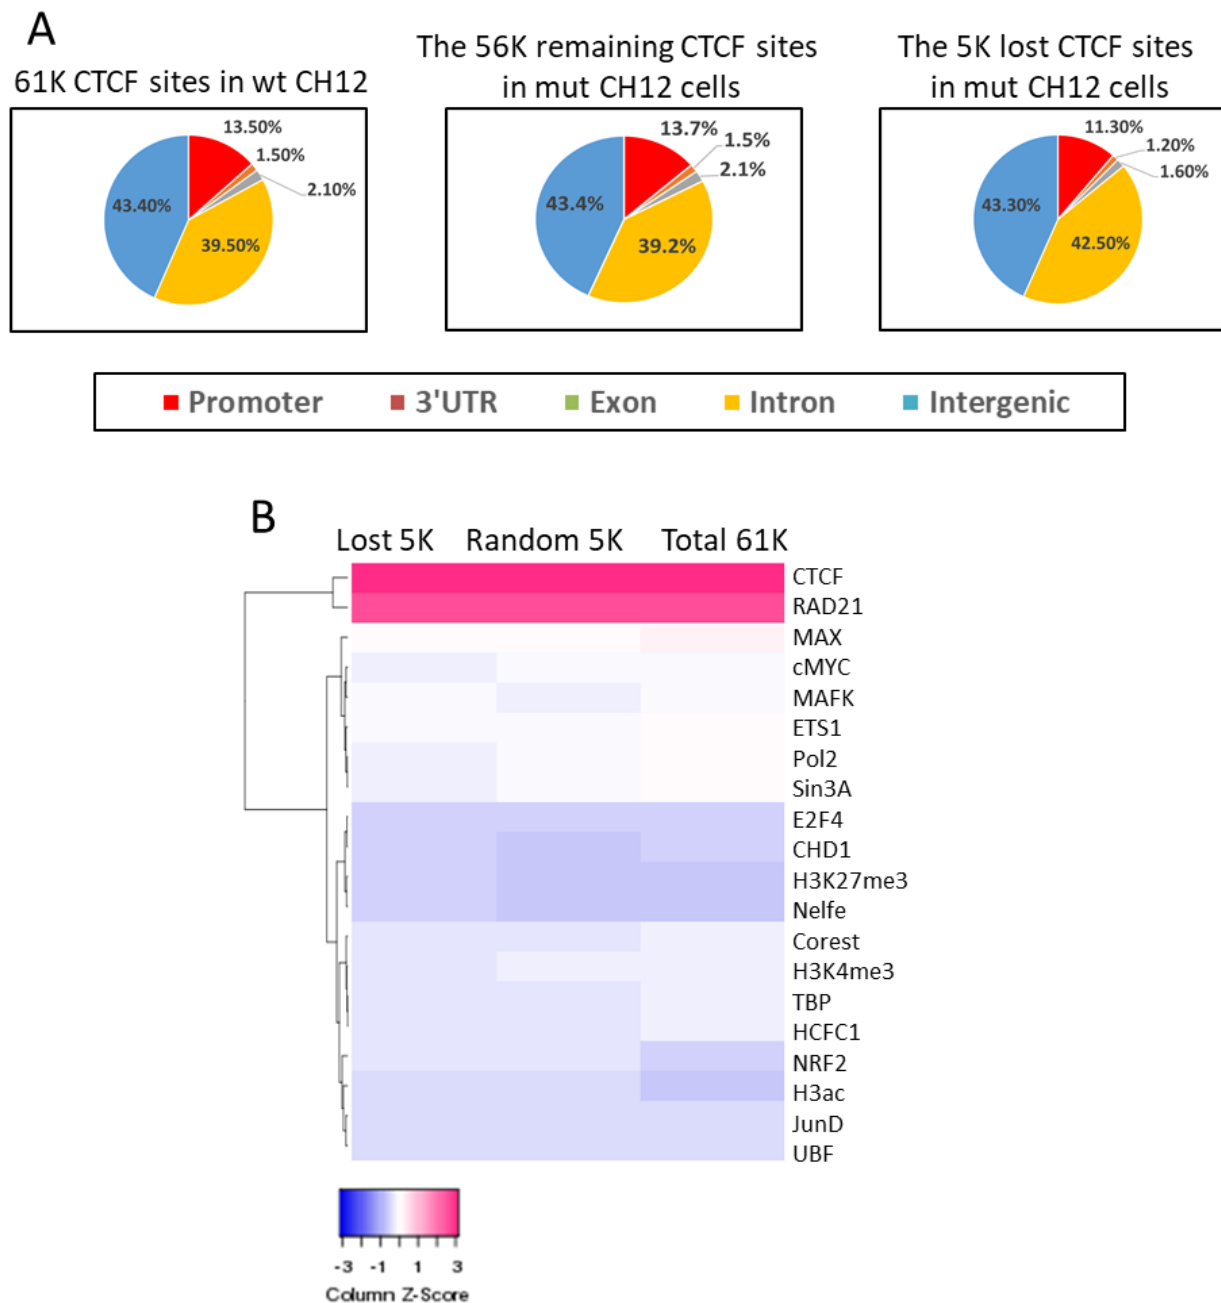 A
61K CTCF sites in wt CH12
The 56K remaining CTCF sites
in mut CH12 cells
The 5K lost CTCF sites
in mut CH12 cells
13.50%
1.50%
2.10%
43.40%
39.50%
13.7%
1.5%
2.1%
43.4%
39.2%
11.30%
1.20%
1.60%
43.30%
42.50%
Promoter 3'UTR Exon Intron Intergenic
B
Lost 5K Random 5K Total 61K
CTCF
RAD21
MAX
cMYC
MAFK
ETS1
Pol2
Sin3A
E2F4
CHD1
H3K27me3
Nelfe
Corest
H3K4me3
TBP
HCFC1
NRF2
H3ac
JunD
UBF
-3 -1 1 3
Column Z-Score